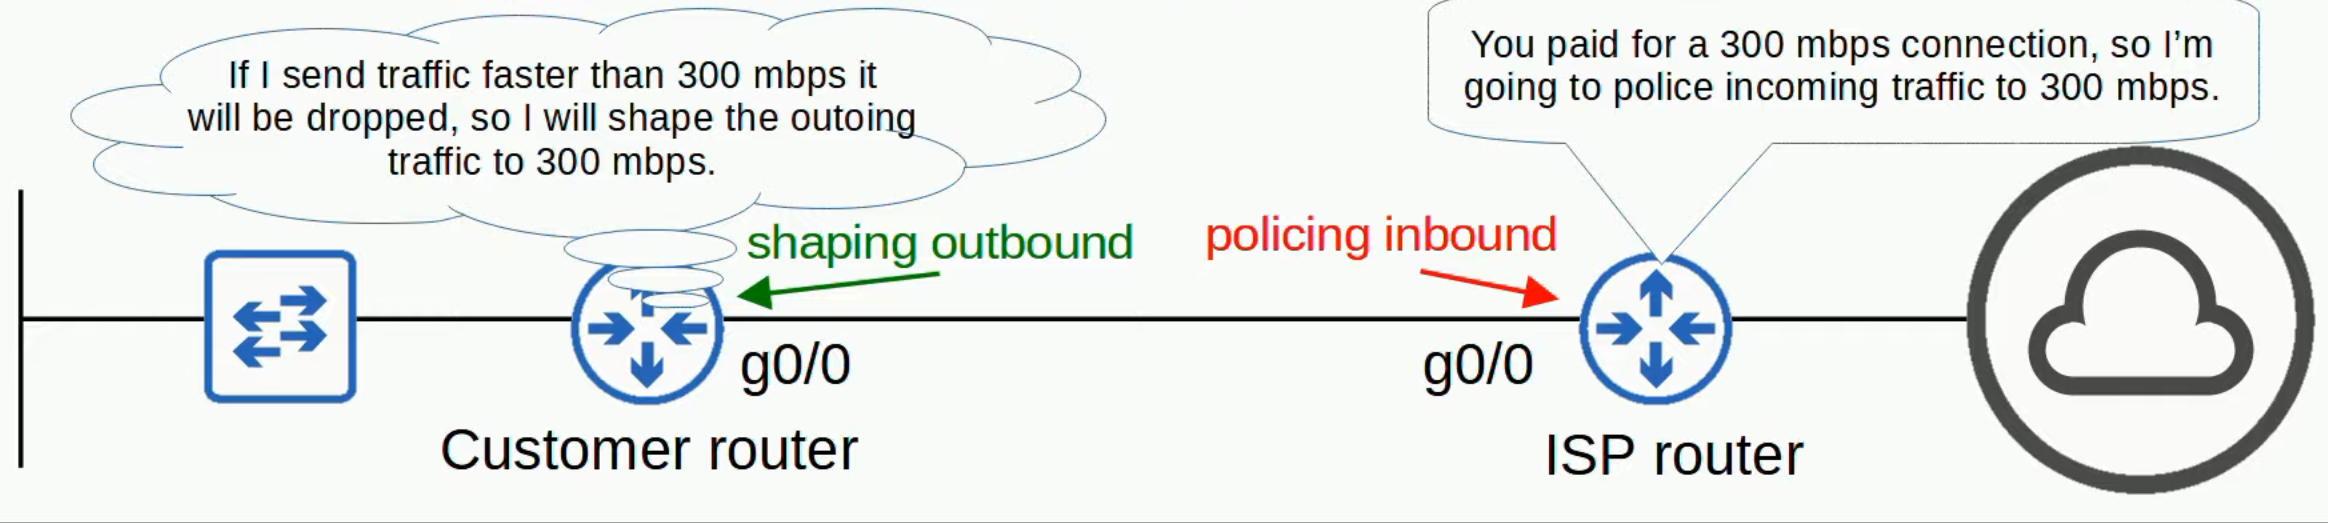 If I send traffic faster than 300 mbps it
will be dropped, so I will shape the outoing
traffic to 300 mbps.
You paid for a 300 mbps connection, so I’m
going to police incoming traffic to 300 mbps.
shaping outbound
policing inbound
g0/0
g0/0
Customer router
ISP router